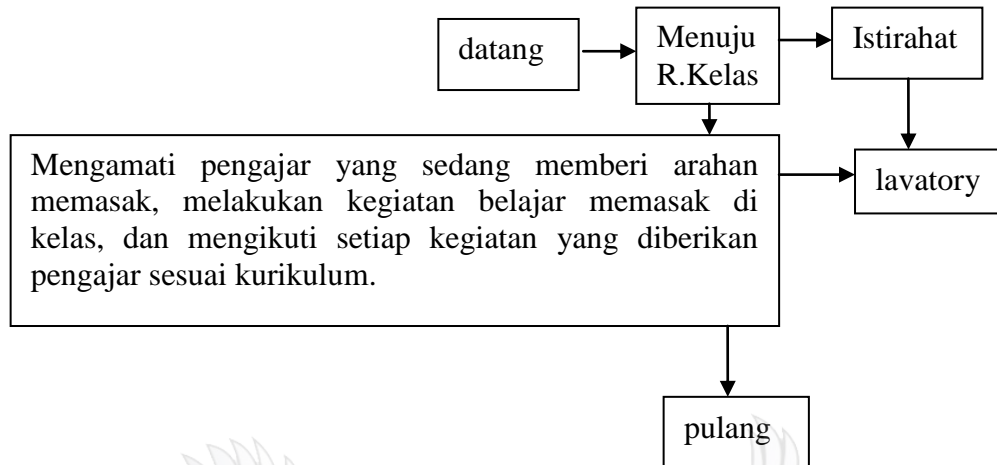 datang
Menuju
R.Kelas
Istirahat
Mengamati pengajar yang sedang memberi arahan
memasak, melakukan kegiatan belajar memasak di
kelas, dan mengikuti setiap kegiatan yang diberikan
pengajar sesuai kurikulum.
lavatory
pulang